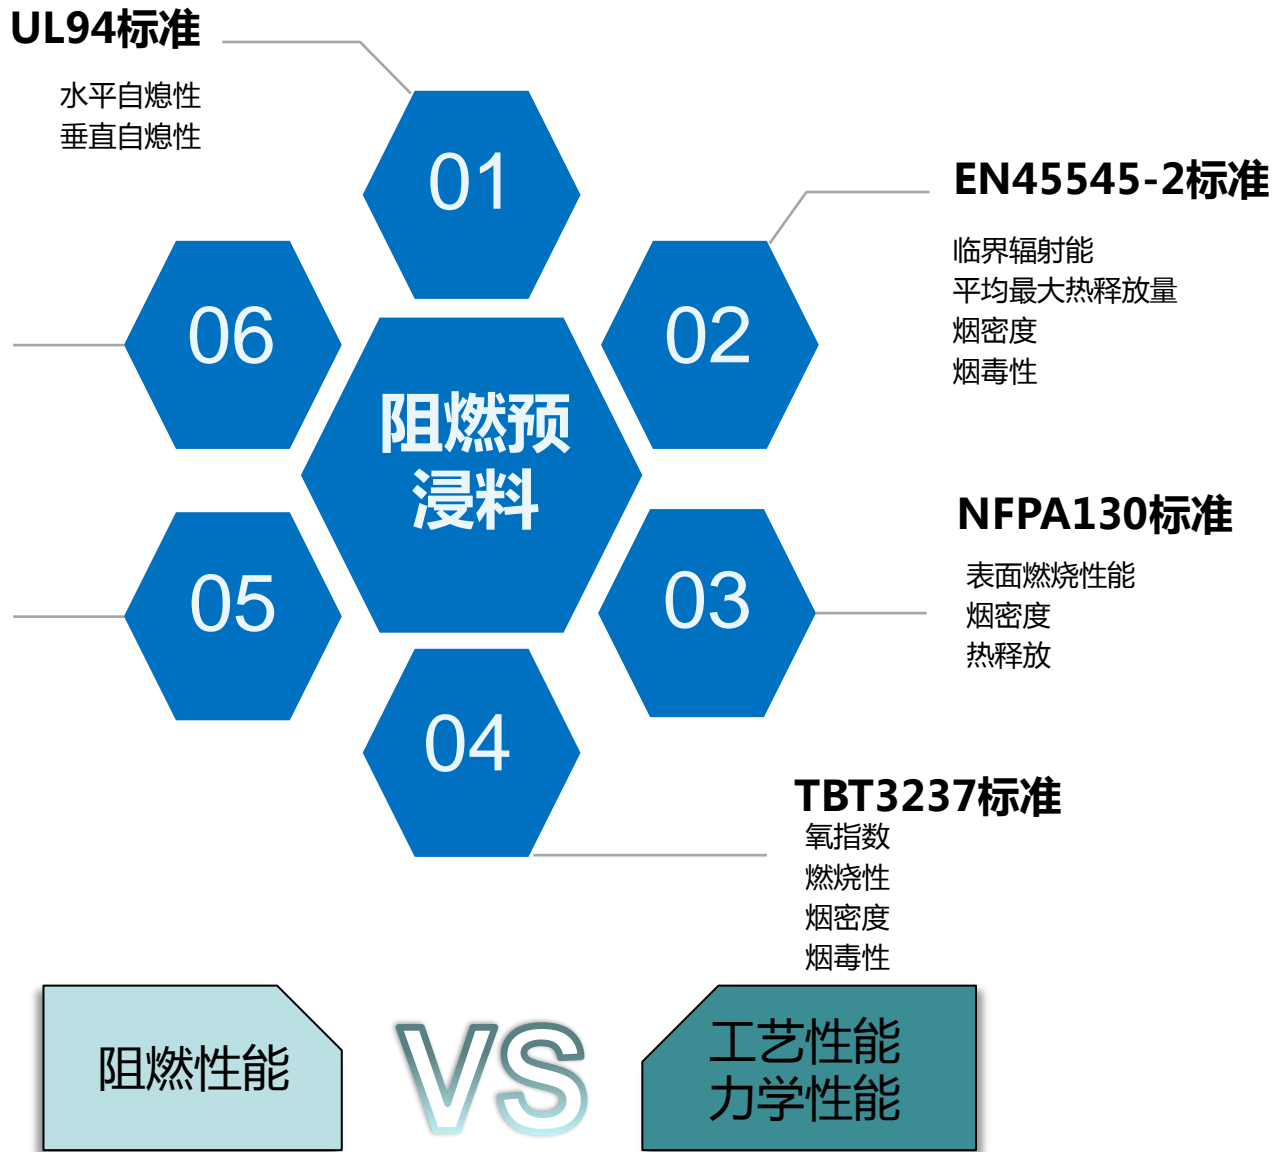 UL94标准
水平自熄性
垂直自熄性
01
EN45545-2标准
临界辐射能
平均最大热释放量
烟密度
烟毒性
02
06
阻燃预
浸料
NFPA130标准
表面燃烧性能
烟密度
热释放
03
05
04
TBT3237标准
氧指数
燃烧性
烟密度
烟毒性
阻燃性能
VS
工艺性能
力学性能